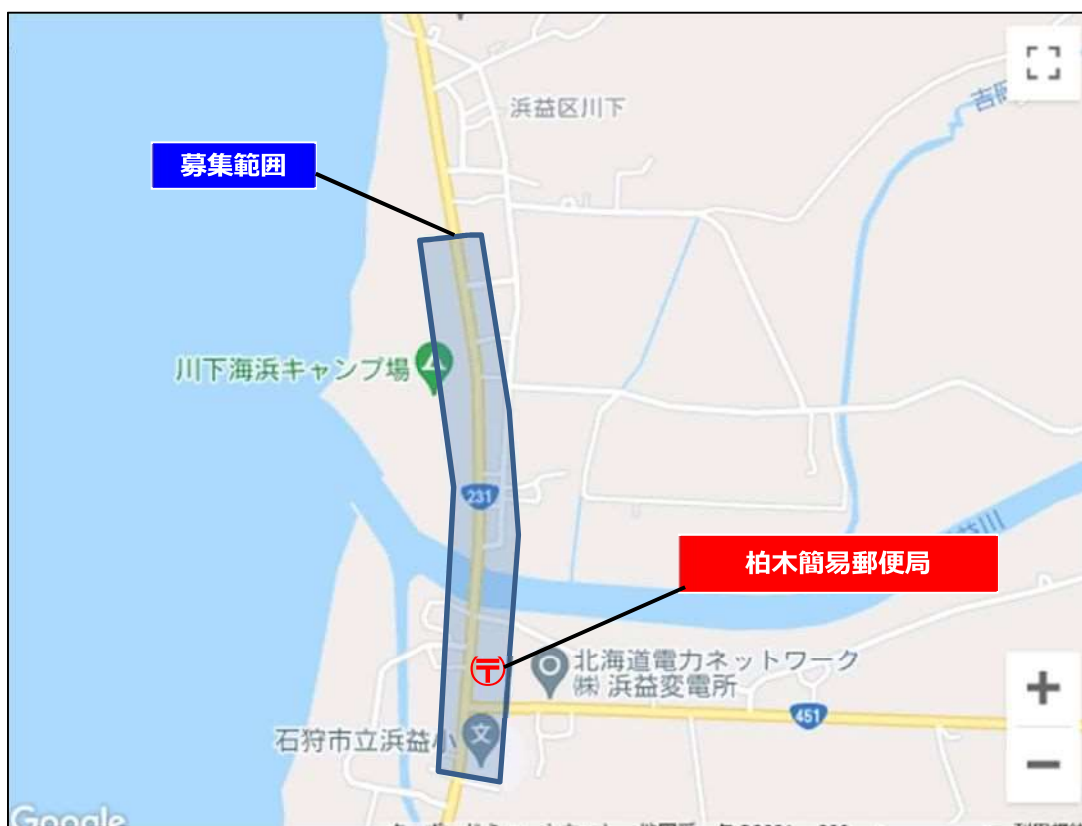 浜益区川下
募集範囲
川下海浜キャンプ場
231
柏木簡易郵便局
〒
北海道電力ネットワーク
㈱ 浜益変電所
451
石狩市立浜益小
文
Google